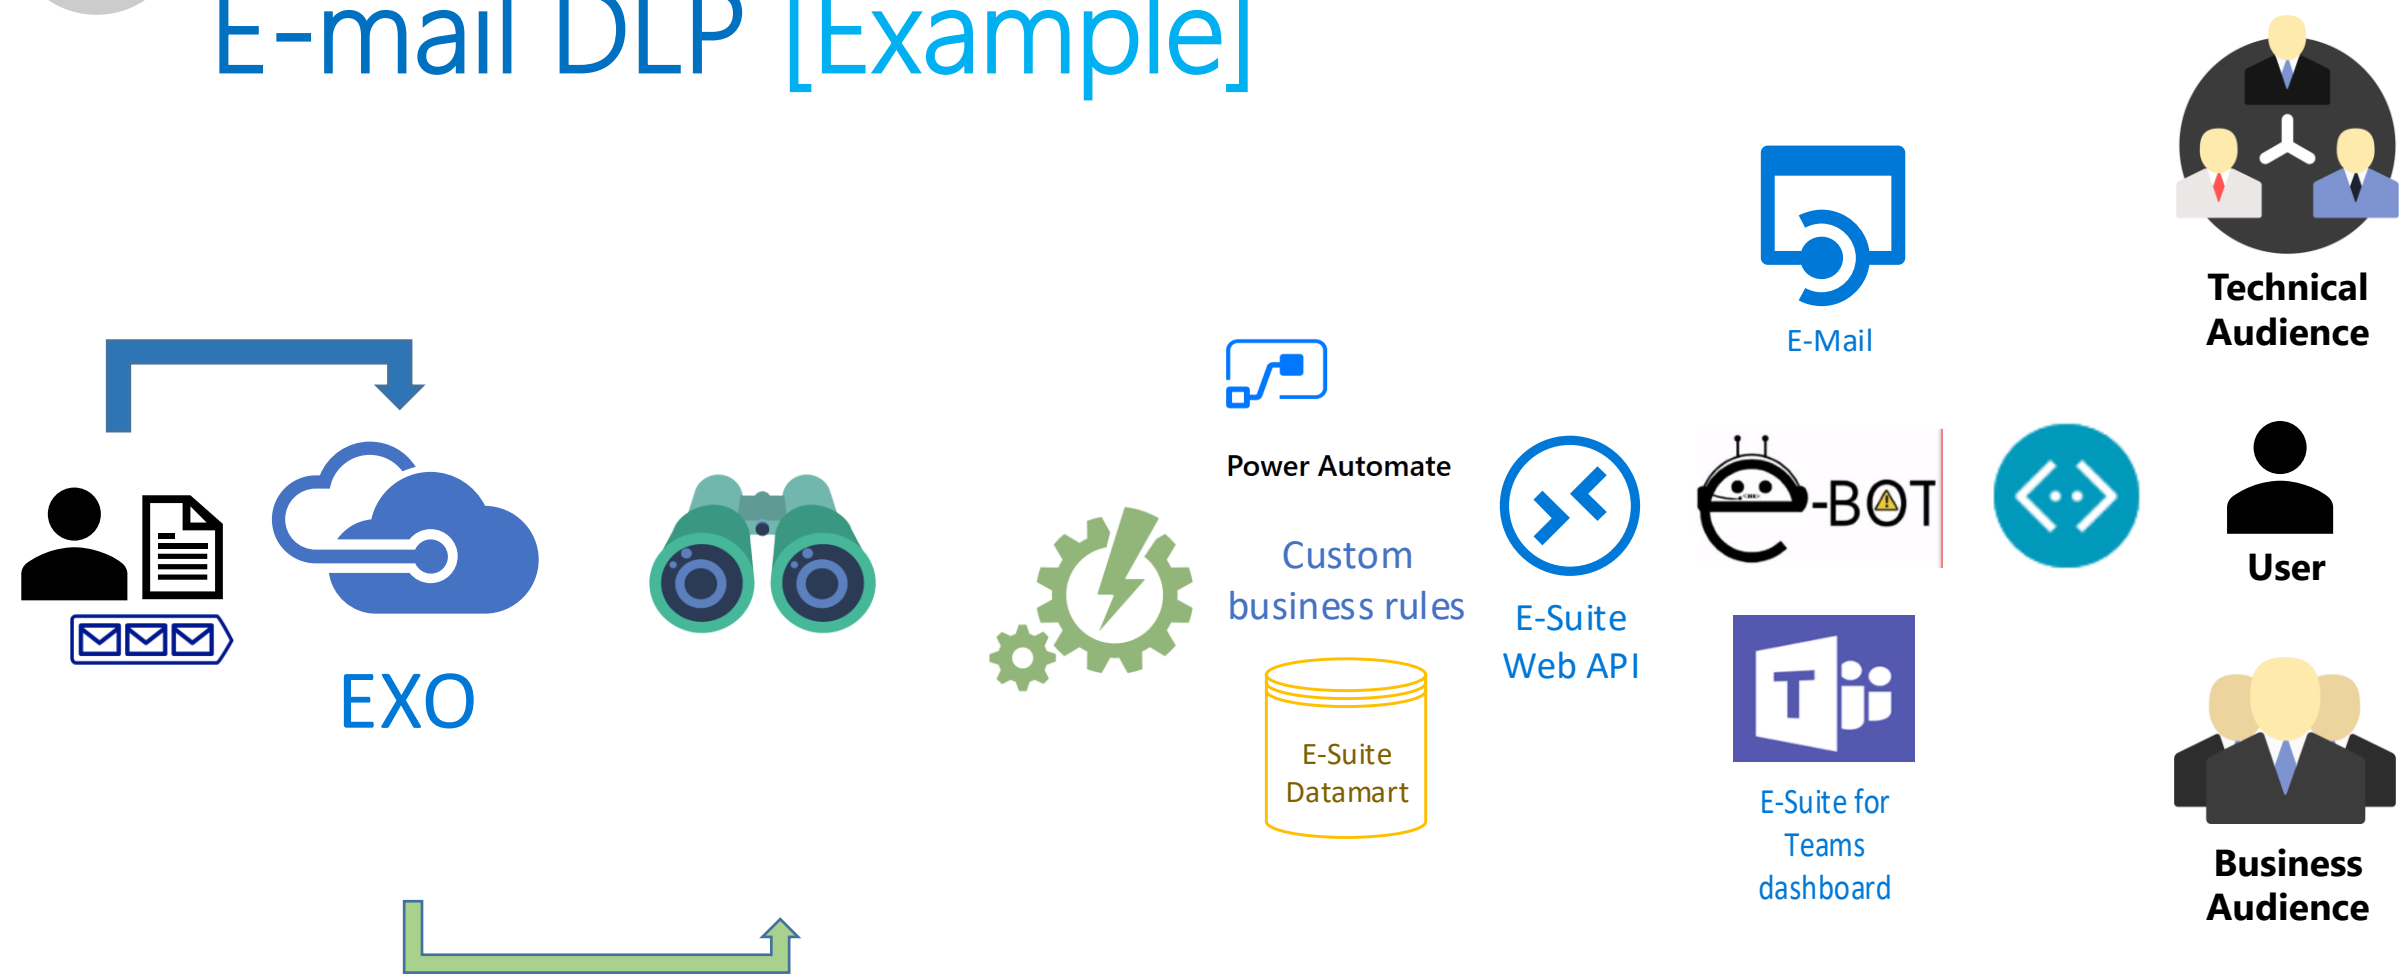 E-mail DLP [Example]
E-Mail
Technical
Audience
Power Automate
Custom
business rules
EXO
E-Suite
Datamart
E-Suite
Web API
e-BOT
User
T
E-Suite for
Teams
dashboard
Business
Audience